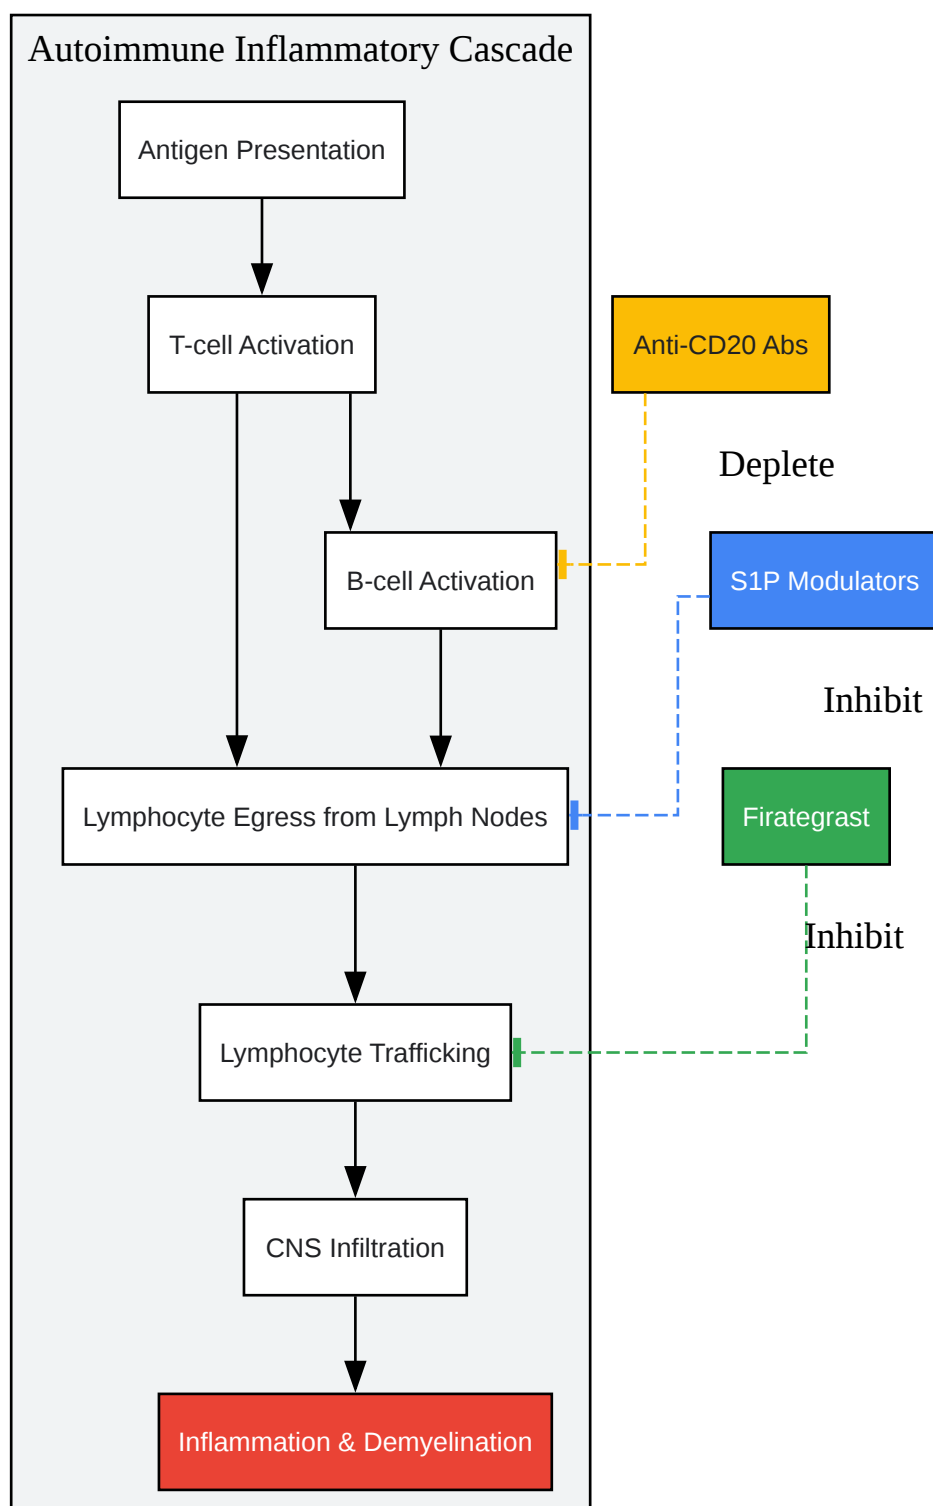 Autoimmune Inflammatory Cascade
Antigen Presentation
T-cell Activation
Anti-CD20 Abs
Deplete
B-cell Activation
S1P Modulators
Inhibit
Lymphocyte Egress from Lymph Nodes
Firategrast
Inhibit
Lymphocyte Trafficking
CNS Infiltration
Inflammation & Demyelination